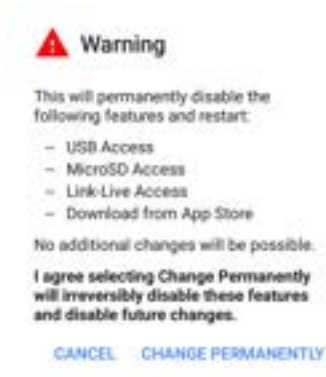 Warning
This will permanently disable the
following features and restart:
– USB Access
– MicroSD Access
– Link-Live Access
– Download from App Store
No additional changes will be possible.
I agree selecting Change Permanently
will irreversibly disable these features
and disable future changes.
CANCEL CHANGE PERMANENTLY